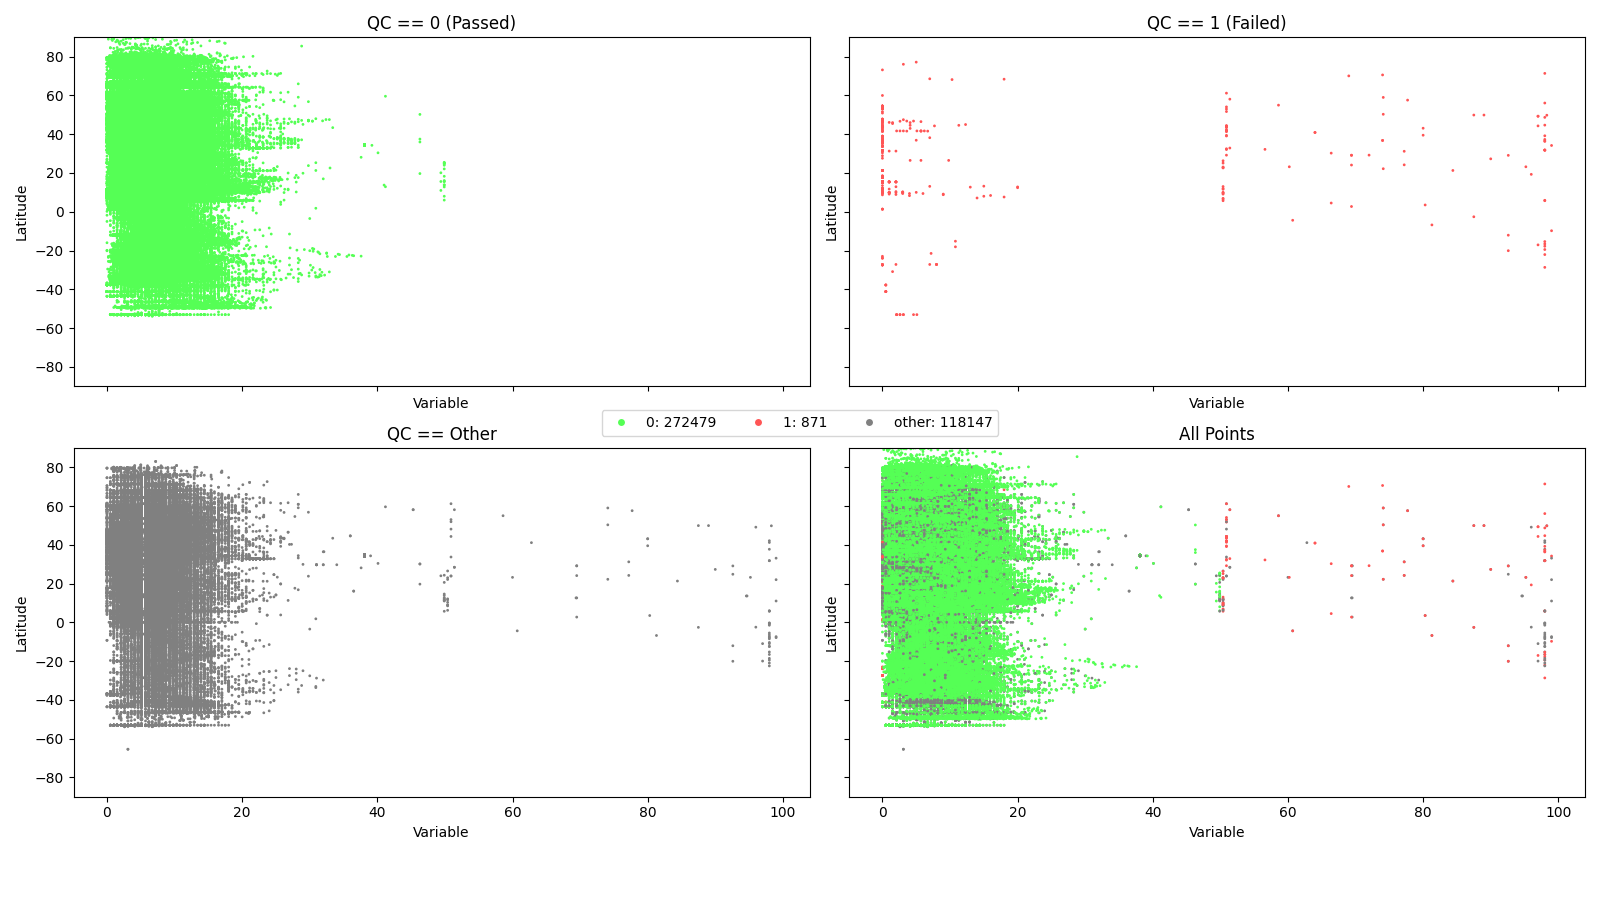 QC == 0 (Passed)
QC == 1 (Failed)
80
60
40
20
0
−20
−40
−60
−80
Latitude
Latitude
Variable
Variable
0: 272479 1: 871 other: 118147
QC == Other
All Points
80
60
40
20
0
−20
−40
−60
−80
Latitude
Latitude
0 20 40 60 80 100
0 20 40 60 80 100
Variable
Variable